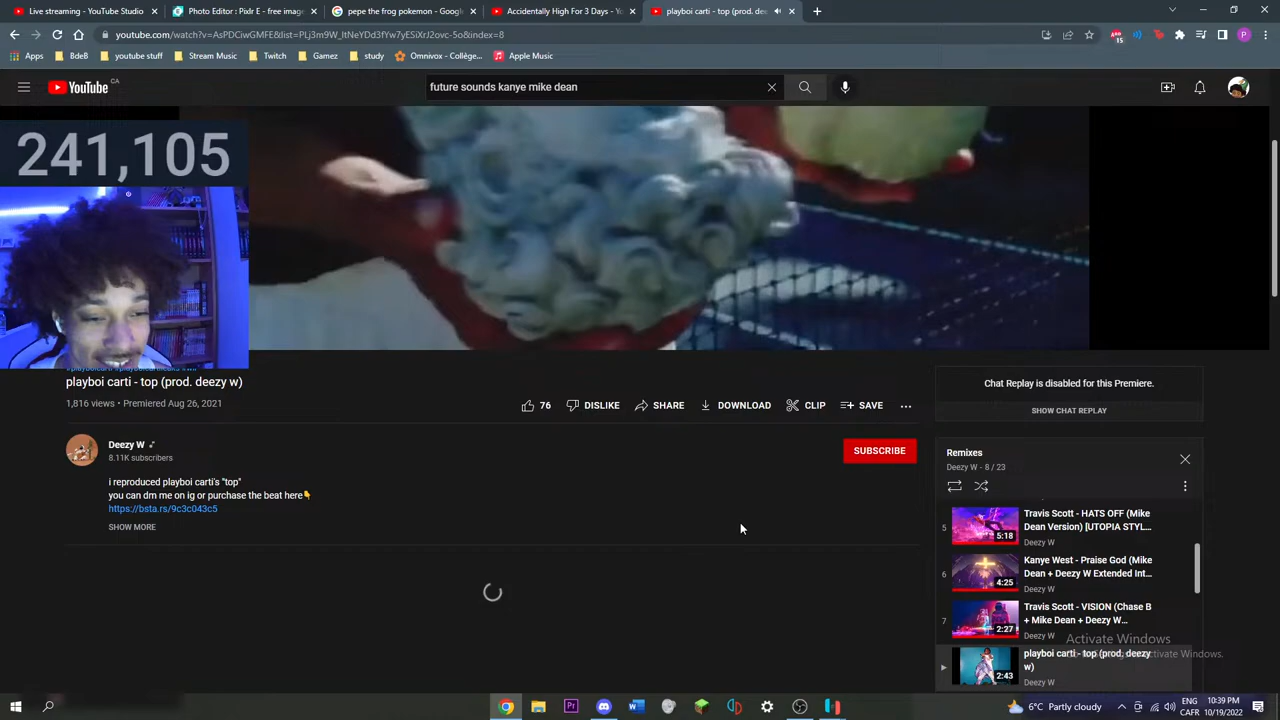 Live streaming - YouTube Studio
Photo Editor : Pixlr E - free imag
pepe the frog pokemon - Goog
Accidentally High For 3 Days - Yo
playboi carti - top (prod. de
youtube.com/watch?v=AsPDCiwGMFE&list=PLj3m9W_ltNeYDd3fYw7yESiXrJ2ovc-5o&index=8
15
P
Apps
BdeB
youtube stuff
Stream Music
Twitch
Gamez
study
Omnivox - Collège...
Apple Music
YouTube CA
future sounds kanye mike dean
241,105
playboi carti - top (prod. deezy w)
1,816 views • Premiered Aug 26, 2021
76
DISLIKE
SHARE
DOWNLOAD
CLIP
SAVE
Deezy W
8.11K subscribers
SUBSCRIBE
i reproduced playboi carti's "top"
you can dm me on ig or purchase the beat here👇
https://bsta.rs/9c3c043c5
SHOW MORE
Chat Replay is disabled for this Premiere.
SHOW CHAT REPLAY
Remixes
Deezy W - 8 / 23
5
5:18
Travis Scott - HATS OFF (Mike
Dean Version) [UTOPIA STYL...
Deezy W
6
4:25
Kanye West - Praise God (Mike
Dean + Deezy W Extended Int...
Deezy W
7
2:27
Travis Scott - VISION (Chase B
+ Mike Dean + Deezy W...
Deezy W
2:43
playboi carti - top (prod. deezy
w)
Deezy W
Activate Windows
6°C Partly cloudy
ENG
CAFR
10:39 PM
10/19/2022